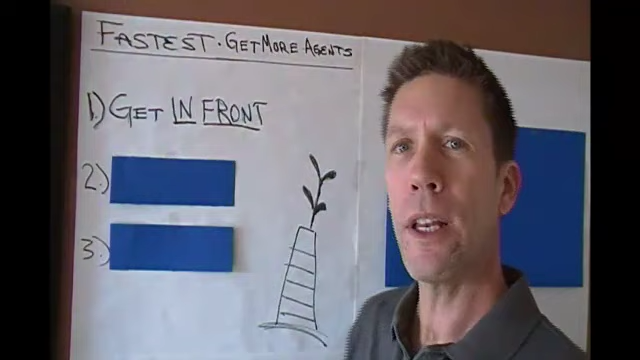 FASTEST · GET MORE AGENTS
1.) GET IN FRONT
2.)
3.)